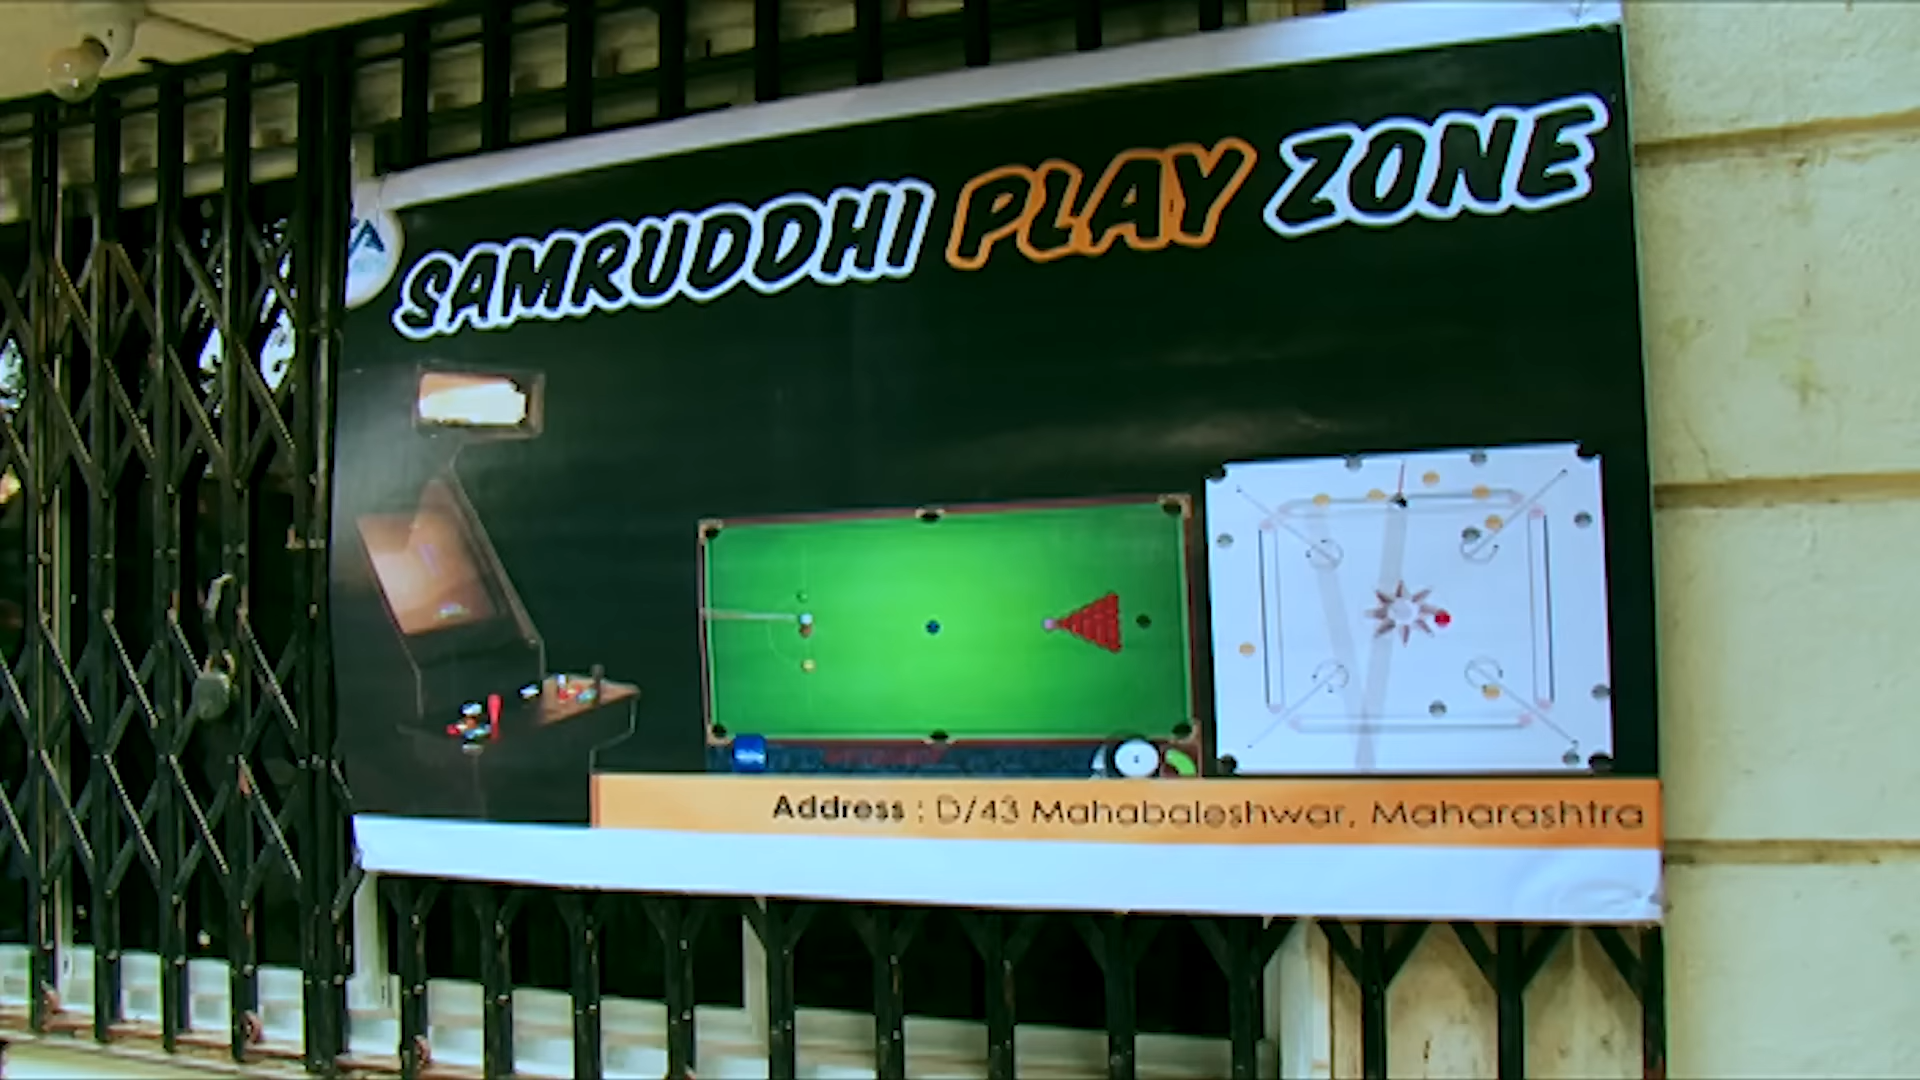 SAMRUDDHI PLAY ZONE
Address : D/43 Mahabaleshwar, Maharashtra